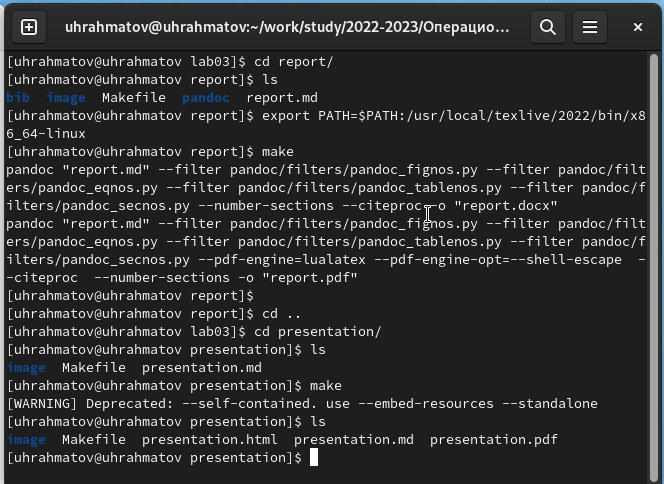 uhrahmatov@uhrahmatov:~/work/study/2022-2023/Операцио...
[uhrahmatov@uhrahmatov lab03]$ cd report/
[uhrahmatov@uhrahmatov report]$ ls
bib  image  Makefile  pandoc  report.md
[uhrahmatov@uhrahmatov report]$ export PATH=$PATH:/usr/local/texlive/2022/bin/x8
6_64-linux
[uhrahmatov@uhrahmatov report]$ make
pandoc "report.md" --filter pandoc/filters/pandoc_fignos.py --filter pandoc/filt
ers/pandoc_eqnos.py --filter pandoc/filters/pandoc_tablenos.py --filter pandoc/f
ilters/pandoc_secnos.py --number-sections --citeproc -o "report.docx"
pandoc "report.md" --filter pandoc/filters/pandoc_fignos.py --filter pandoc/filt
ers/pandoc_eqnos.py --filter pandoc/filters/pandoc_tablenos.py --filter pandoc/f
ilters/pandoc_secnos.py --pdf-engine=lualatex --pdf-engine-opt=--shell-escape  -
-citeproc  --number-sections -o "report.pdf"
[uhrahmatov@uhrahmatov report]$
[uhrahmatov@uhrahmatov report]$ cd ..
[uhrahmatov@uhrahmatov lab03]$ cd presentation/
[uhrahmatov@uhrahmatov presentation]$ ls
image  Makefile  presentation.md
[uhrahmatov@uhrahmatov presentation]$ make
[WARNING] Deprecated: --self-contained. use --embed-resources --standalone
[uhrahmatov@uhrahmatov presentation]$ ls
image  Makefile  presentation.html  presentation.md  presentation.pdf
[uhrahmatov@uhrahmatov presentation]$